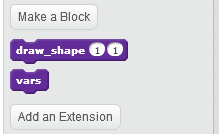 Make a Block
draw_shape 1 1
vars
Add an Extension